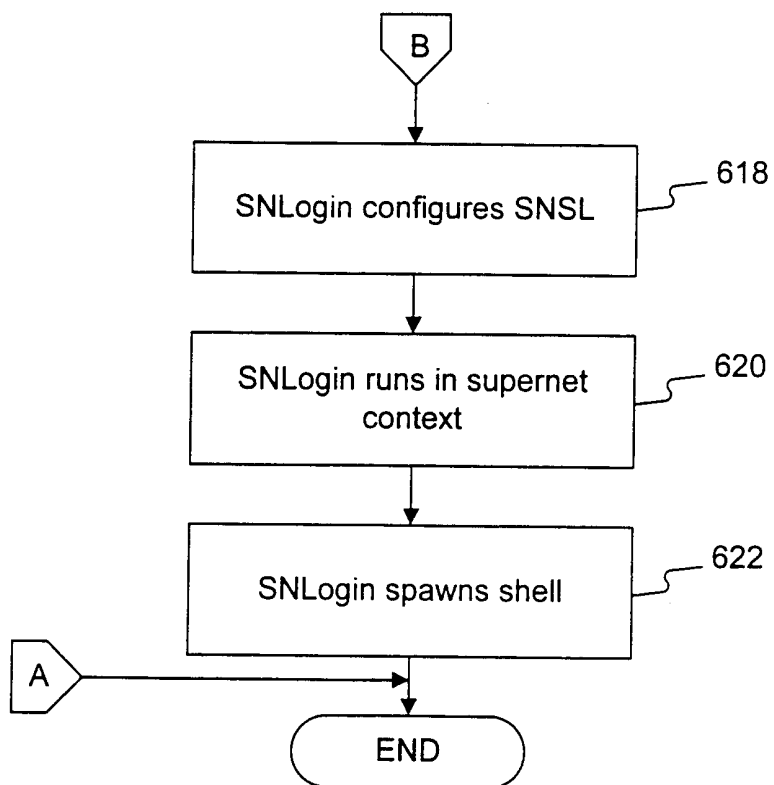 B
SNLogin configures SNSL
618
SNLogin runs in supernet
context
620
SNLogin spawns shell
622
A
END